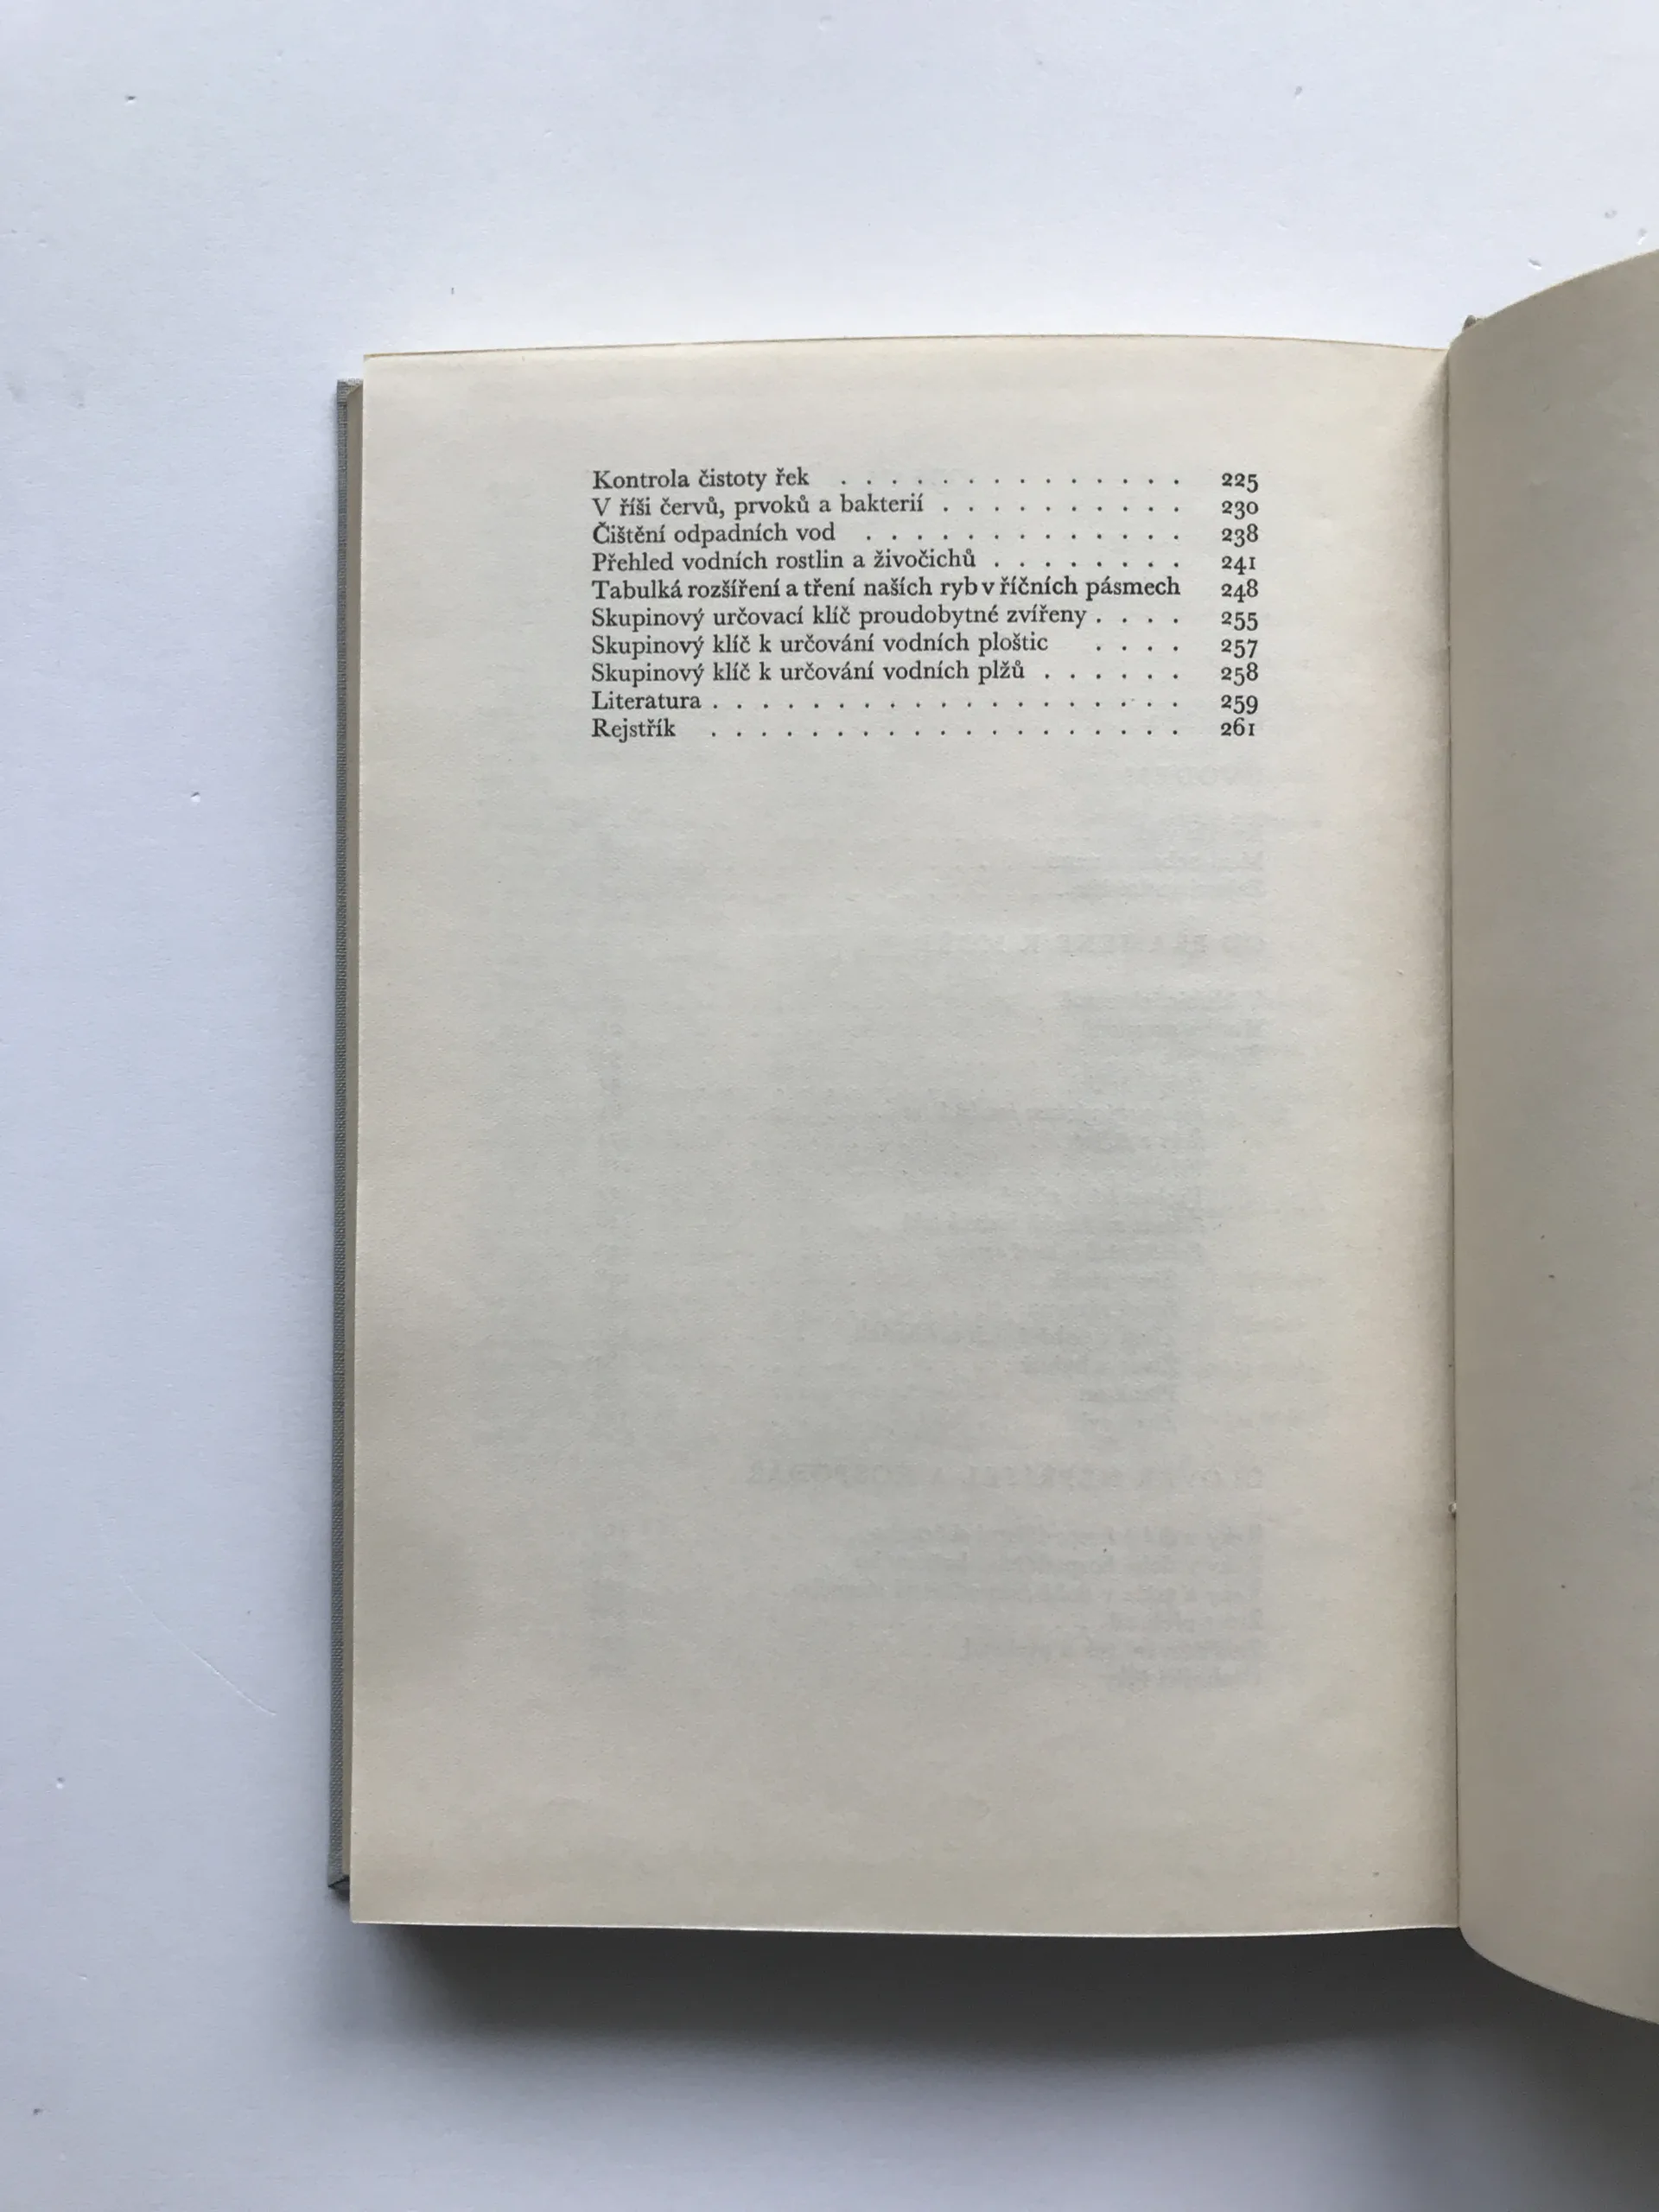 Kontrola čistoty řek . . . . . . . . . . . . . . 225
V říši červů, prvoků a bakterií . . . . . . . . . . 230
Čištění odpadních vod . . . . . . . . . . . . . 238
Přehled vodních rostlin a živočichů . . . . . . . . 241
Tabulká rozšíření a tření naších ryb v říčních pásmech 248
Skupinový určovací klíč proudobytné zvířeny . . . . 255
Skupinový klíč k určování vodních ploštic . . . . 257
Skupinový klíč k určování vodních plžů . . . . . . 258
Literatura . . . . . . . . . . . . . . . . . . . 259
Rejstřík . . . . . . . . . . . . . . . . . . . 261